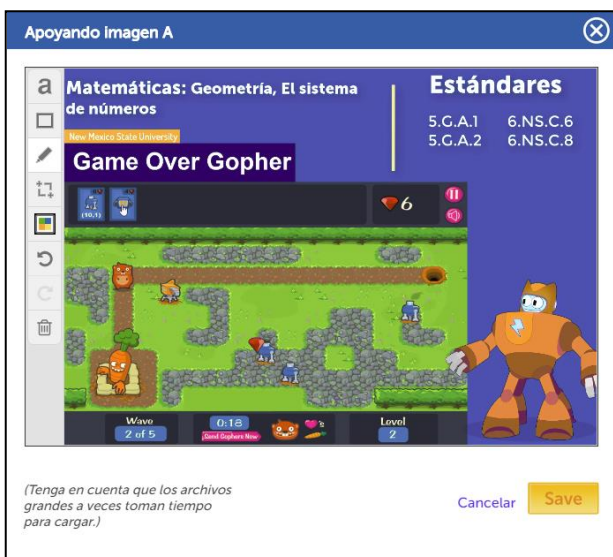 Apoyando imagen A
a
Matemáticas: Geometría, El sistema
de números
New Mexico State University
Game Over Gopher
Estándares
5.G.A.1 6.NS.C.6
5.G.A.2 6.NS.C.8
(10,1)
6
Wave
2 of 5
0:18
Send Gophers Now
Level
2
(Tenga en cuenta que los archivos
grandes a veces toman tiempo
para cargar.)
Cancelar
Save